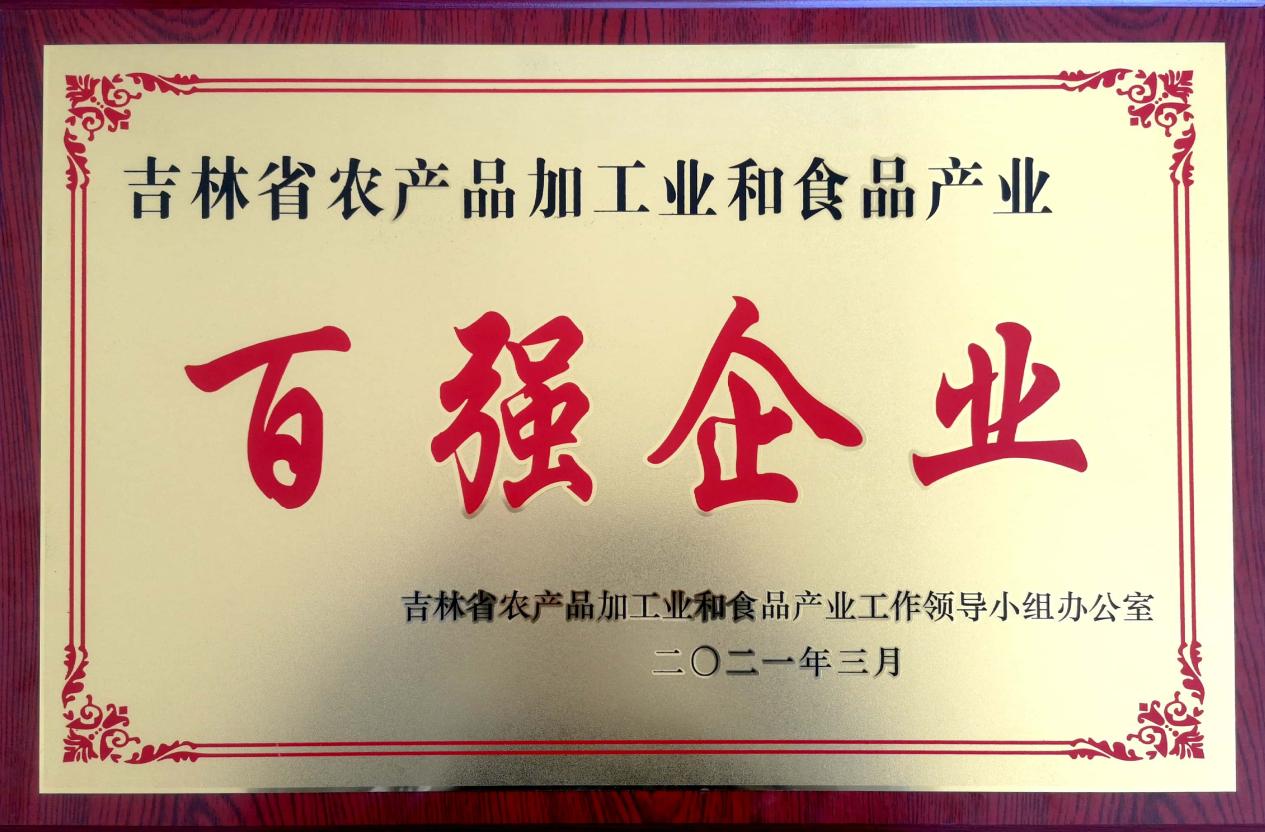 吉林省农产品加工业和食品产业
百强企业
吉林省农产品加工业和食品产业工作领导小组办公室
二〇二一年三月